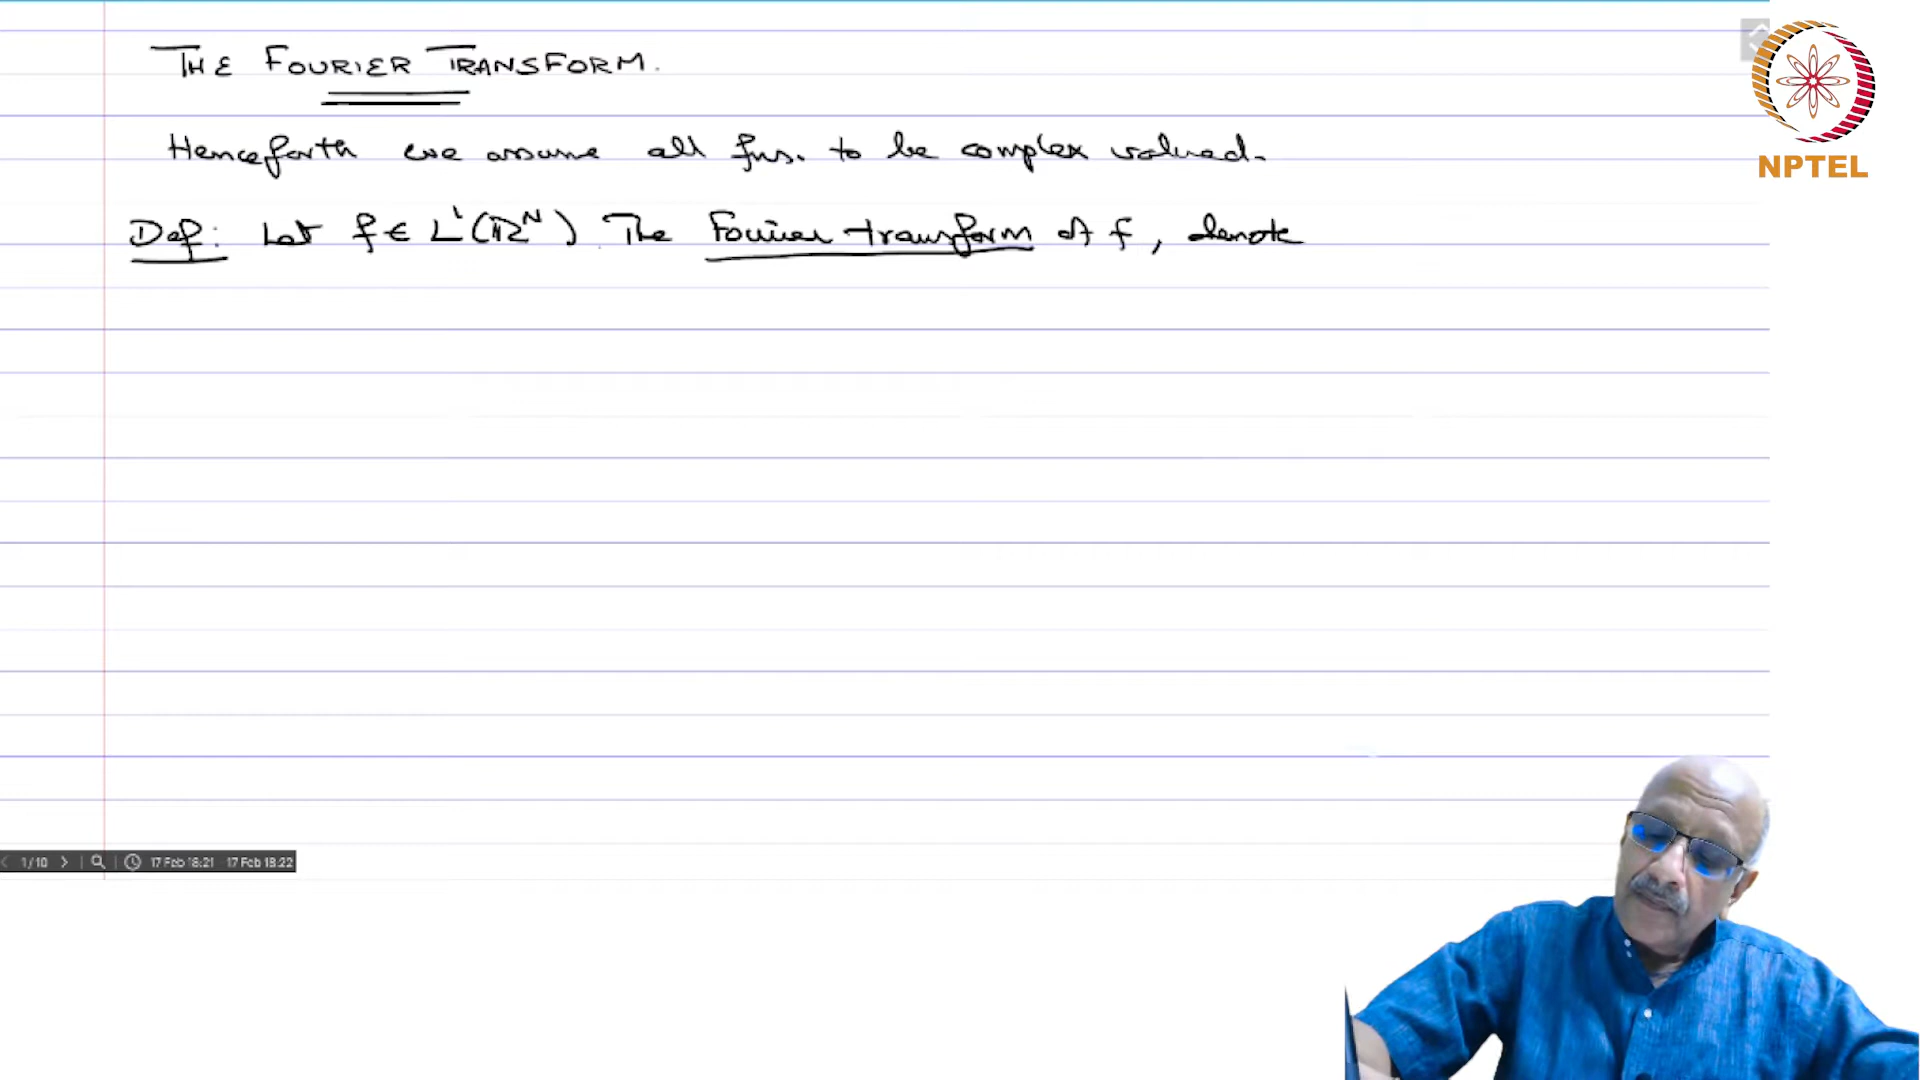 THE FOURIER TRANSFORM.
Henceforth we assume all fns. to be complex valued.
Def: Let f ∈ L¹(ℝᴺ). The Fourier transform of f, denote
NPTEL
1/10 17 Feb 18:21 17 Feb 18:22